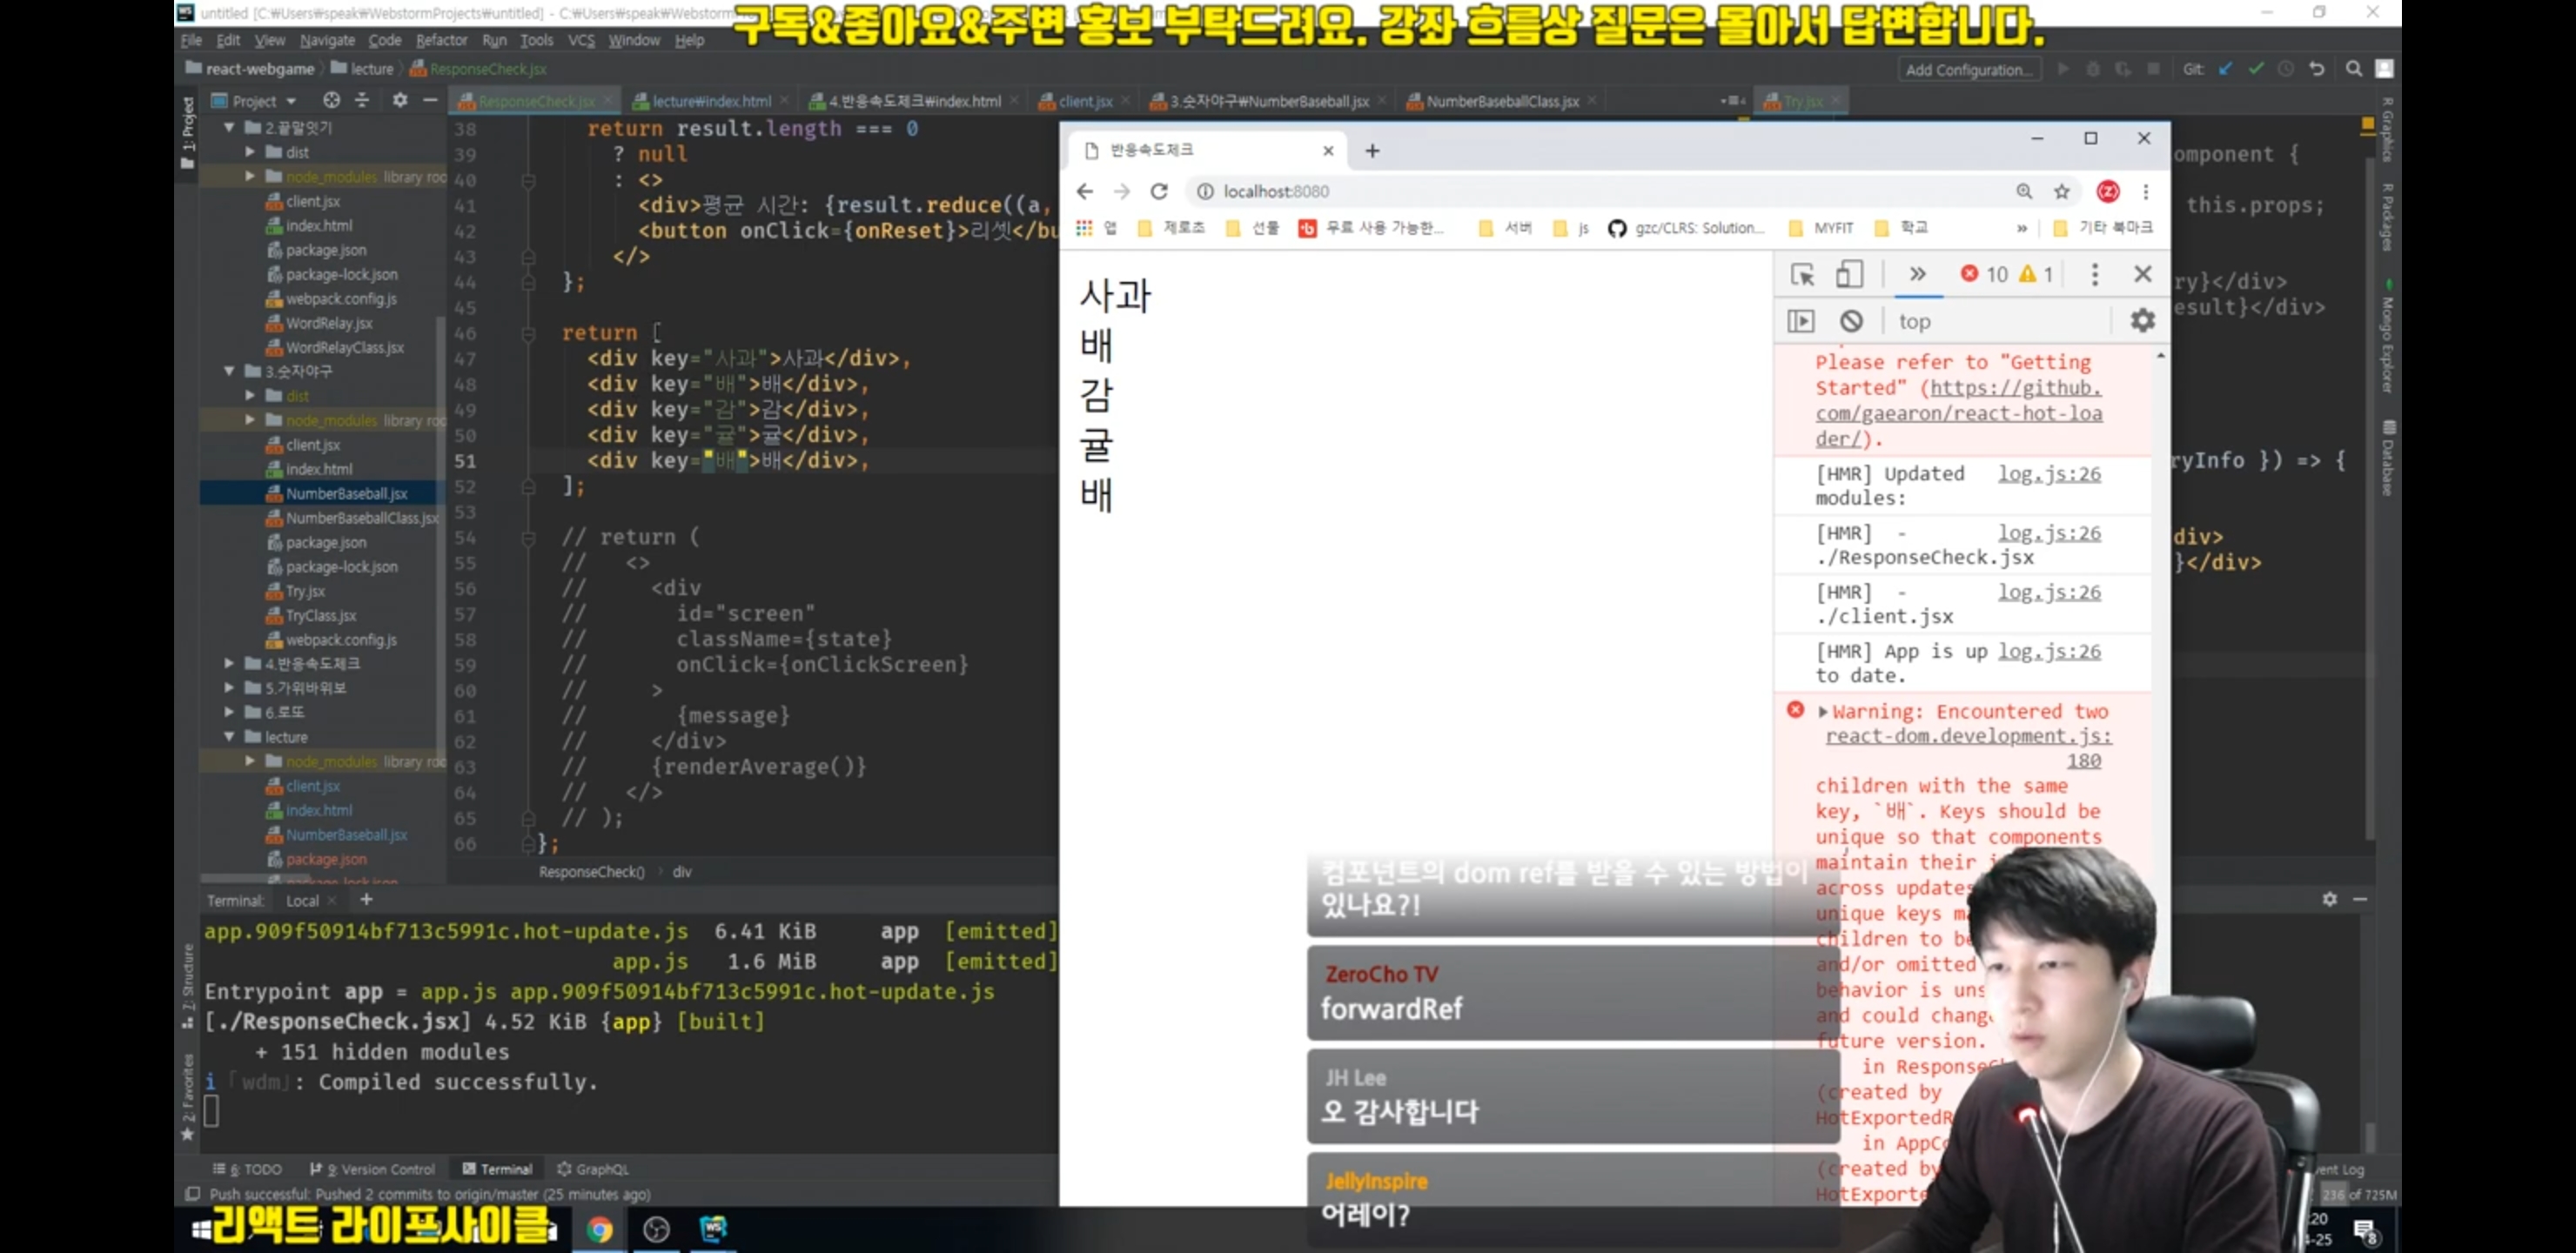 untitled [C:\Users\speak\WebstormProjects\untitled] - C:\Users\speak\Webstorm
구독&좋아요&주변 홍보 부탁드려요. 강좌 흐름상 질문은 몰아서 답변합니다.
File Edit View Navigate Code Refactor Run Tools VCS Window Help
react-webgame lecture ResponseCheck.jsx
Add Configuration... Git:
Project
ResponseCheck.jsx lecture\index.html 4.반응속도체크\index.html client.jsx 3.숫자야구\NumberBaseball.jsx NumberBaseballClass.jsx Try.jsx
1: Project
2.끝말잇기
dist
node_modules library roo
client.jsx
index.html
package.json
package-lock.json
webpack.config.js
WordRelay.jsx
WordRelayClass.jsx
3.숫자야구
dist
node_modules library roo
client.jsx
index.html
NumberBaseball.jsx
NumberBaseballClass.jsx
package.json
package-lock.json
Try.jsx
TryClass.jsx
webpack.config.js
4.반응속도체크
5.가위바위보
6.로또
lecture
node_modules library roo
client.jsx
index.html
NumberBaseball.jsx
package.json
package-lock.json
38 return result.length === 0
39 ? null
40 : <>
41 <div>평균 시간: {result.reduce((a,
42 <button onClick={onReset}>리셋</bu
43 </>
44 };
45
46 return [
47 <div key="사과">사과</div>,
48 <div key="배">배</div>,
49 <div key="감">감</div>,
50 <div key="귤">귤</div>,
51 <div key="배">배</div>,
52 ];
53
54 // return (
55 // <>
56 // <div
57 // id="screen"
58 // className={state}
59 // onClick={onClickScreen}
60 // >
61 // {message}
62 // </div>
63 // {renderAverage()}
64 // </>
65 // );
66 };
ResponseCheck() div
반응속도체크
localhost:8080
앱 제로초 선물 무료 사용 가능한... 서버 js gzc/CLRS: Solution... MYFIT 학교 » 기타 북마크
사과
배
감
귤
배
» 10 1
top
Please refer to "Getting
Started" (https://github.
com/gaearon/react-hot-loa
der/).
[HMR] Updated log.js:26
modules:
[HMR] - log.js:26
./ResponseCheck.jsx
[HMR] - log.js:26
./client.jsx
[HMR] App is up log.js:26
to date.
Warning: Encountered two
react-dom.development.js:
180
children with the same
key, `배`. Keys should be
unique so that components
maintain their
across updates
unique keys
children to
and/or omitted
behavior is
and could
future version.
in
(created by
in
(created by
omponent {
this.props;
ry}</div>
esult}</div>
ryInfo }) => {
div>
}</div>
R Graphics
R Packages
Mongo Explorer
Database
Terminal: Local +
app.909f50914bf713c5991c.hot-update.js 6.41 KiB app [emitted]
app.js 1.6 MiB app [emitted]
Entrypoint app = app.js app.909f50914bf713c5991c.hot-update.js
[./ResponseCheck.jsx] 4.52 KiB {app} [built]
+ 151 hidden modules
i 「wdm」: Compiled successfully.
7: Structure
2: Favorites
컴포넌트의 dom ref를 받을 수 있는 방법이
있나요?!
ZeroCho TV
forwardRef
JH Lee
오 감사합니다
JellyInspire
어레이?
6: TODO 9: Version Control Terminal GraphQL
Push successful: Pushed 2 commits to origin/master (25 minutes ago)
236 of 725M
리액트 라이프사이클